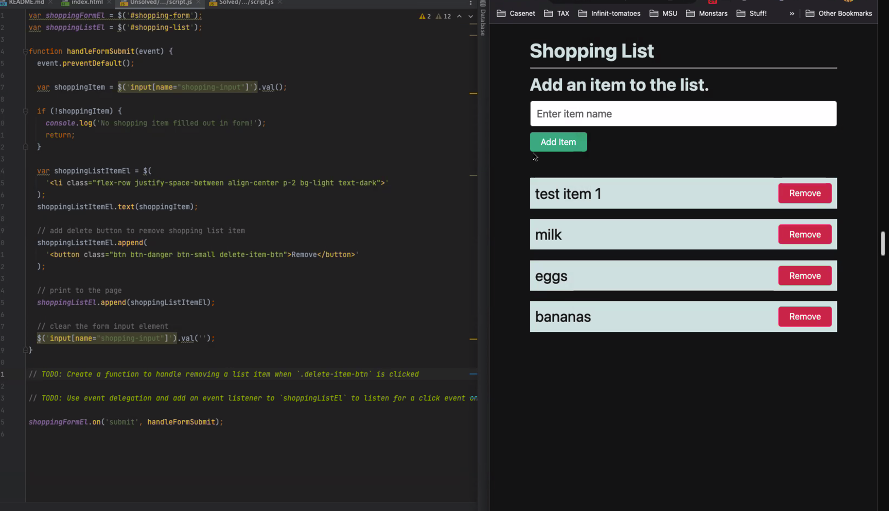 README.md index.html Unsolved/.../script.js Solved/.../script.js
var shoppingFormEl = $('#shopping-form');
var shoppingListEl = $('#shopping-list');
2 12
function handleFormSubmit(event) {
event.preventDefault();
var shoppingItem = $('input[name="shopping-input"]').val();
if (!shoppingItem) {
console.log('No shopping item filled out in form!');
return;
}
var shoppingListItemEl = $(
'<li class="flex-row justify-space-between align-center p-2 bg-light text-dark">'
);
shoppingListItemEl.text(shoppingItem);
// add delete button to remove shopping list item
shoppingListItemEl.append(
'<button class="btn btn-danger btn-small delete-item-btn">Remove</button>'
);
// print to the page
shoppingListEl.append(shoppingListItemEl);
// clear the form input element
$('input[name="shopping-input"]').val('');
}
// TODO: Create a function to handle removing a list item when `.delete-item-btn` is clicked
// TODO: Use event delegation and add an event listener to `shoppingListEl` to listen for a click event on
shoppingFormEl.on('submit', handleFormSubmit);
Database
Casenet TAX Infinit-tomatoes MSU Monstars Stuff! » Other Bookmarks
Shopping List
Add an item to the list.
Enter item name
Add Item
test item 1 Remove
milk Remove
eggs Remove
bananas Remove